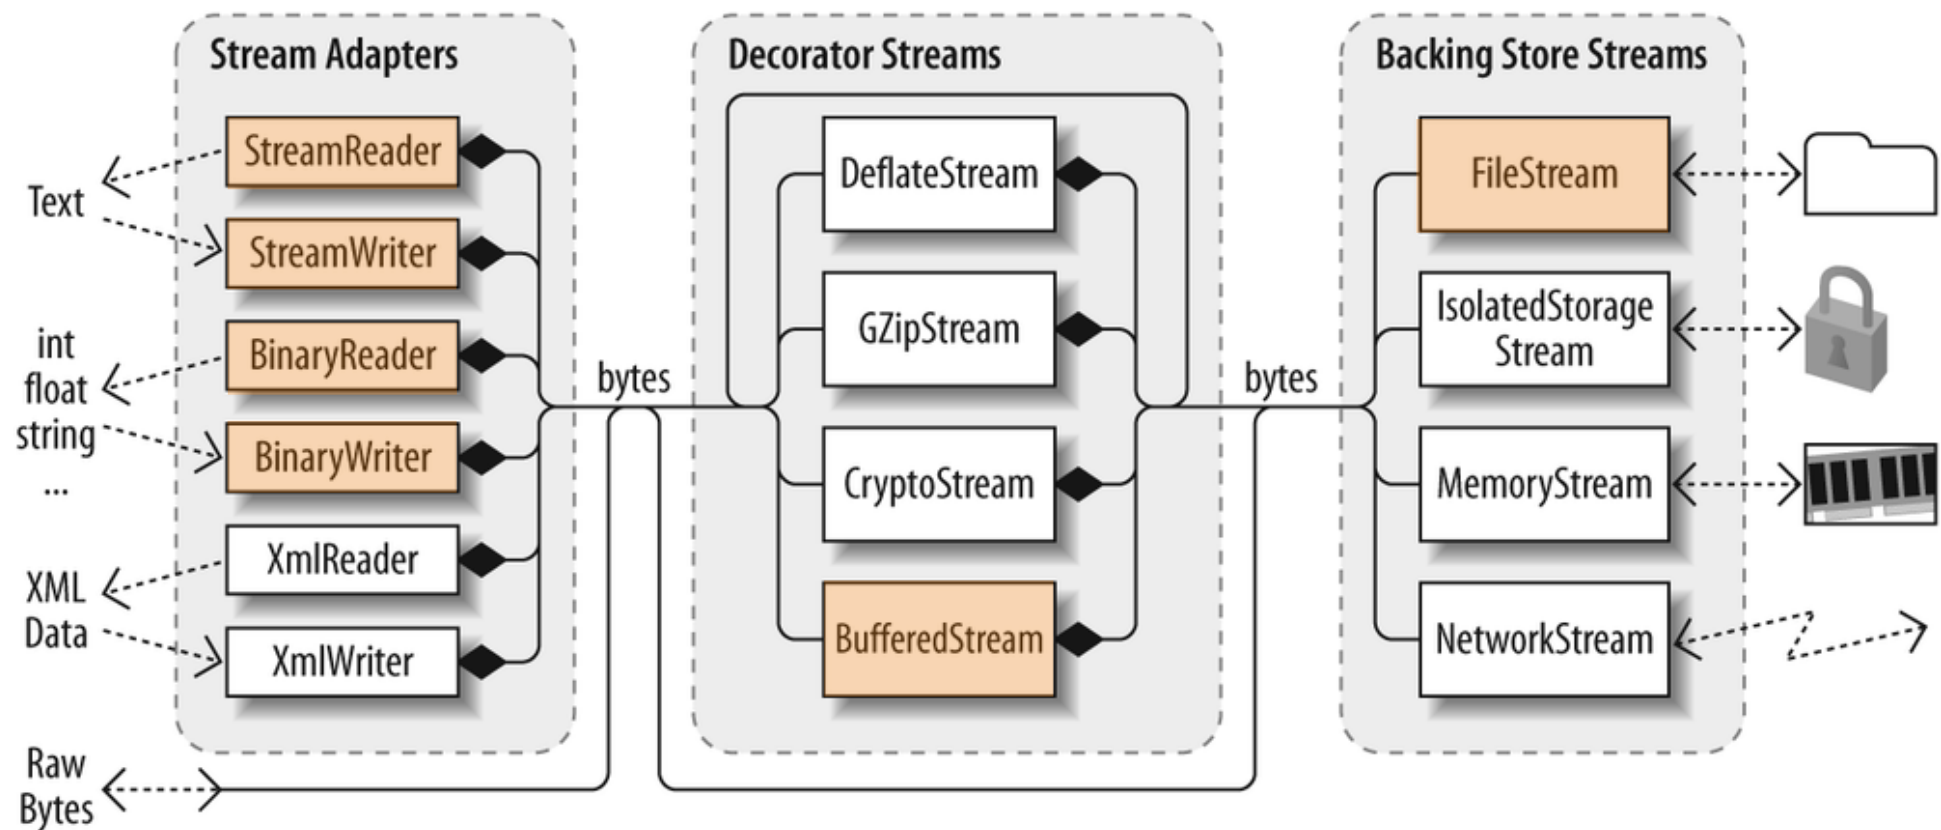 Stream Adapters
Decorator Streams
Backing Store Streams
Text
StreamReader
StreamWriter
int
float
string
...
BinaryReader
BinaryWriter
XML
Data
XmlReader
XmlWriter
Raw
Bytes
bytes
DeflateStream
GZipStream
CryptoStream
BufferedStream
bytes
FileStream
IsolatedStorage
Stream
MemoryStream
NetworkStream